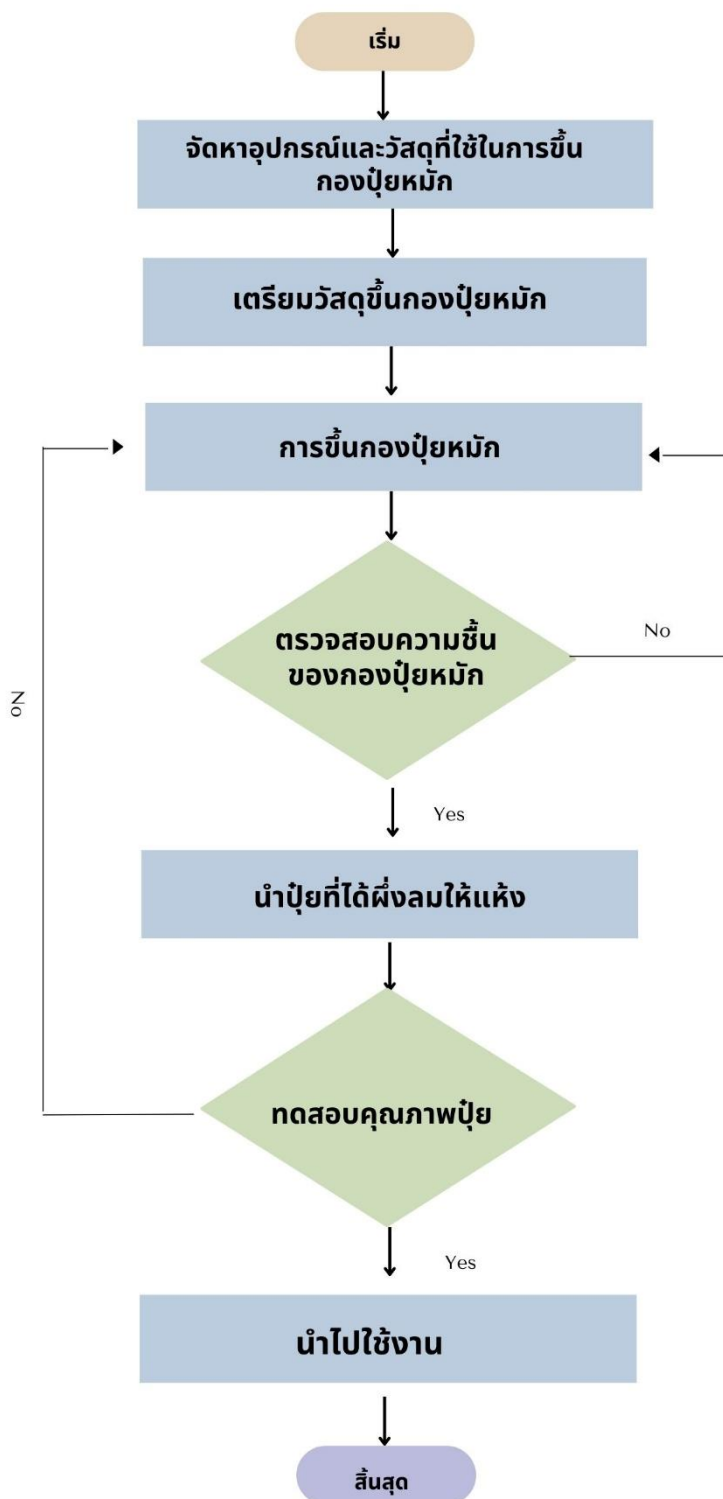 เริ่ม
จัดหาอุปกรณ์และวัสดุที่ใช้ในการขึ้น
กองปุ๋ยหมัก
เตรียมวัสดุขึ้นกองปุ๋ยหมัก
การขึ้นกองปุ๋ยหมัก
ตรวจสอบความชื้น
ของกองปุ๋ยหมัก
No
No
Yes
นำปุ๋ยที่ได้ผึ่งลมให้แห้ง
ทดสอบคุณภาพปุ๋ย
Yes
นำไปใช้งาน
สิ้นสุด